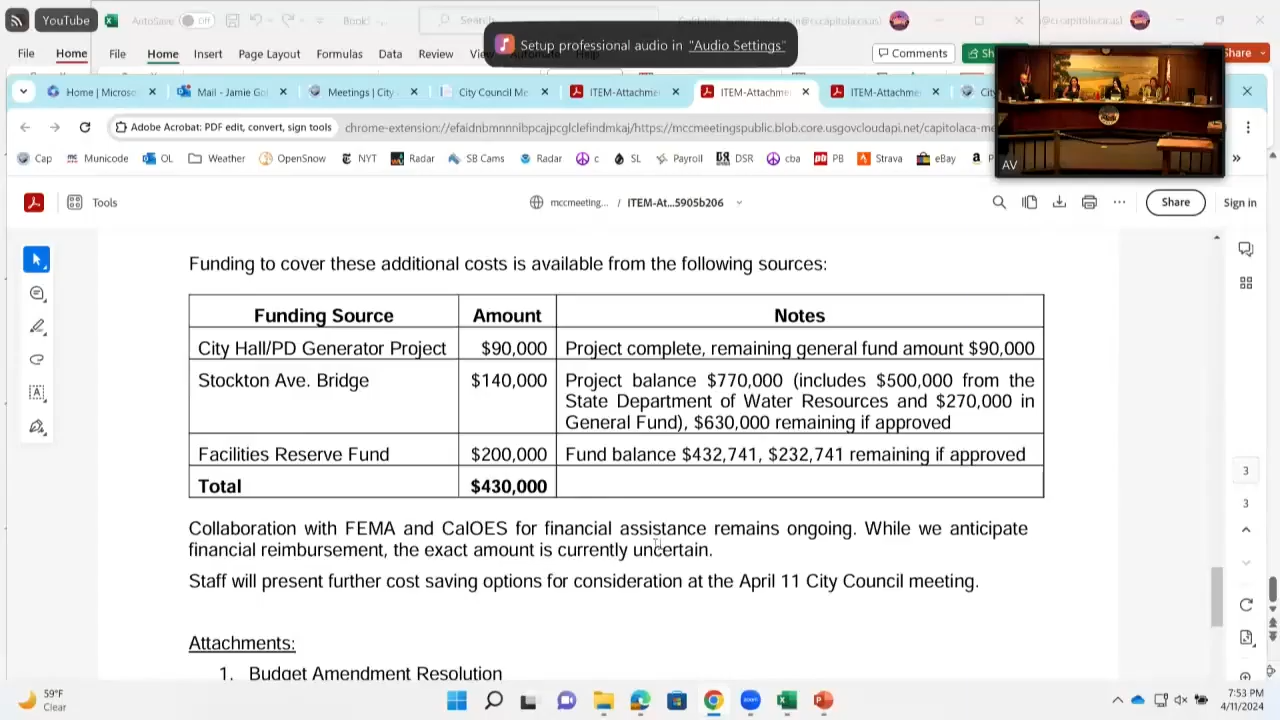 YouTube
AutoSave Off Book Search
File Home File Home Insert Page Layout Formulas Data Review Help Comments Share
Setup professional audio in "Audio Settings"
Home | Micros Mail - Jamie Gol Meetings | City City Council Me ITEM-Attachme ITEM-Attachme ITEM-Attachme
Adobe Acrobat: PDF edit, convert, sign tools chrome-extension://efaidnbmnnnibpcajpcglclefindmkaj/https://mccmeetingspublic.blob.core.usgovcloudapi.net/capitolaca-me
Cap Municode OL Weather OpenSnow NYT Radar SB Cams Radar c SL Payroll DSR cba PB Strava eBay
AV
Tools mccmeeting... / ITEM-At...5905b206 Share Sign in
Funding to cover these additional costs is available from the following sources:
Funding Source Amount Notes
City Hall/PD Generator Project $90,000 Project complete, remaining general fund amount $90,000
Stockton Ave. Bridge $140,000 Project balance $770,000 (includes $500,000 from the
State Department of Water Resources and $270,000 in
General Fund), $630,000 remaining if approved
Facilities Reserve Fund $200,000 Fund balance $432,741, $232,741 remaining if approved
Total $430,000
3
3
Collaboration with FEMA and CalOES for financial assistance remains ongoing. While we anticipate
financial reimbursement, the exact amount is currently uncertain.
Staff will present further cost saving options for consideration at the April 11 City Council meeting.
Attachments:
1. Budget Amendment Resolution
59°F
Clear
7:53 PM
4/11/2024